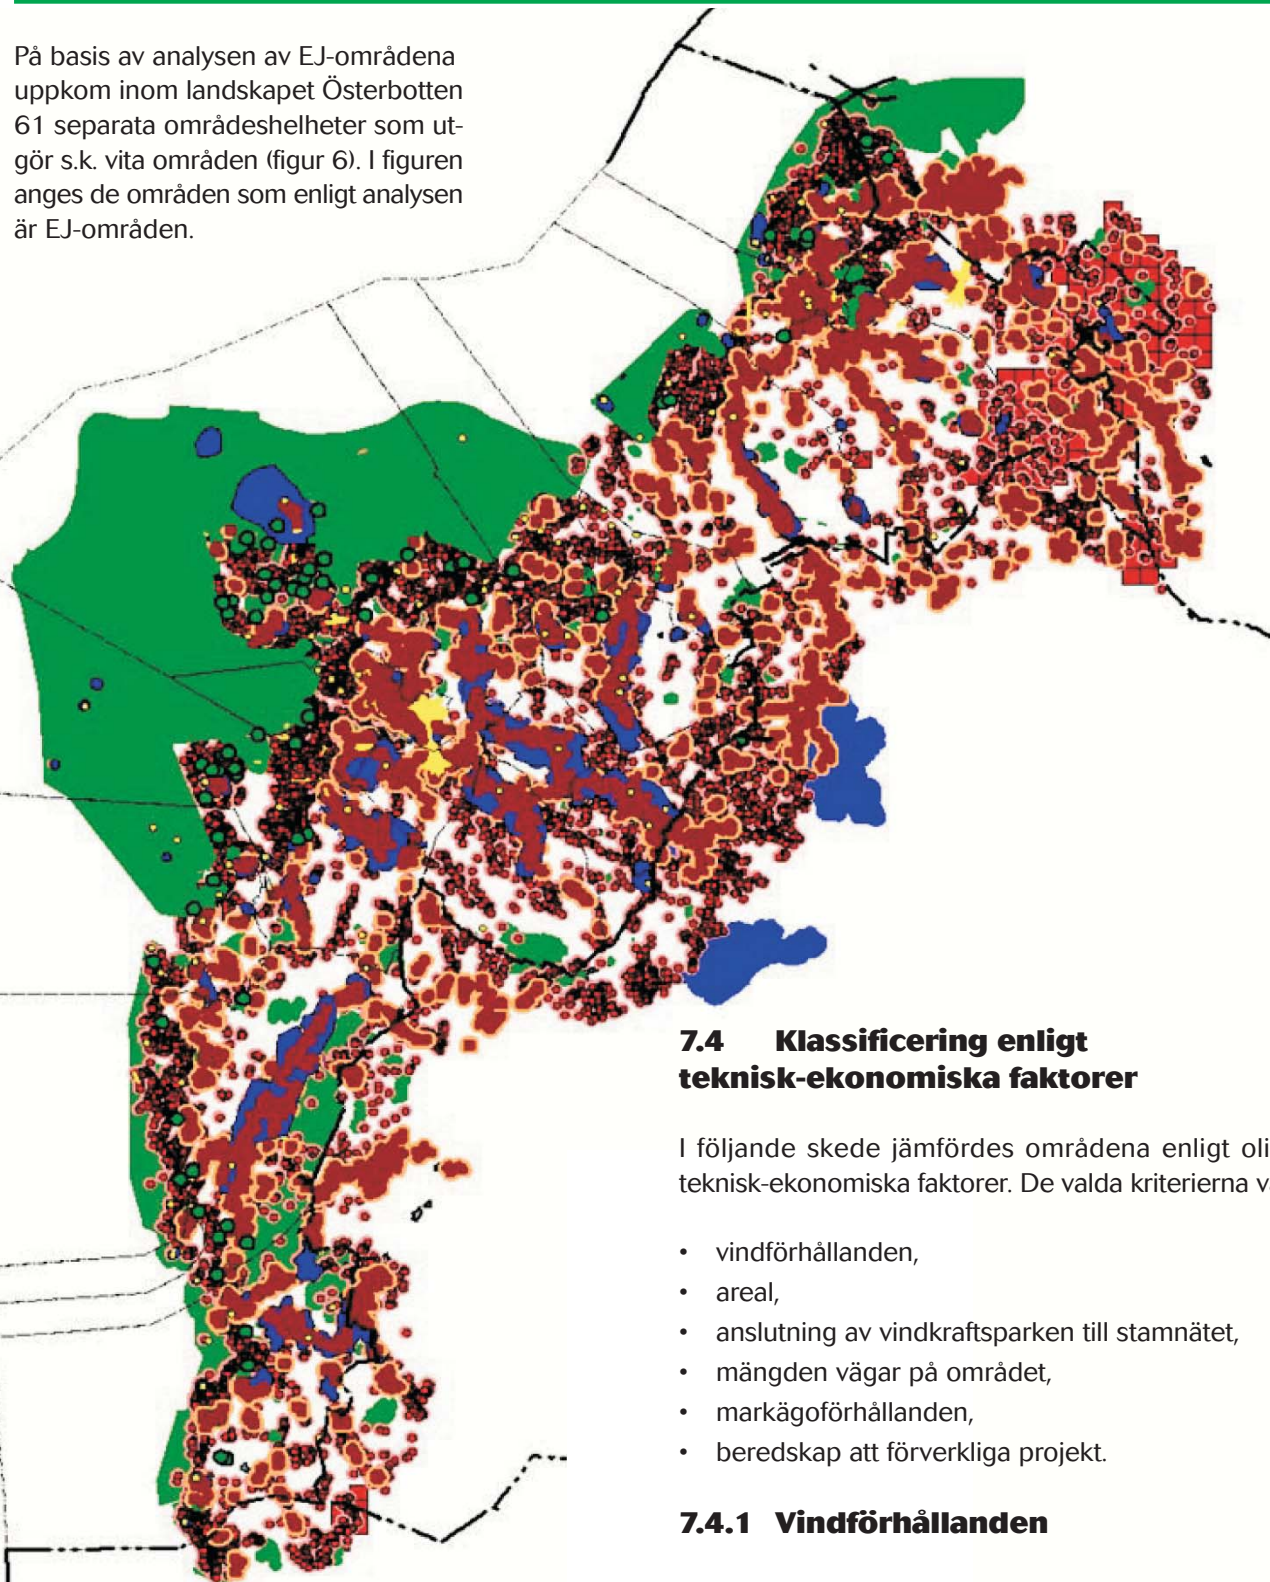 På basis av analysen av EJ-områdena
uppkom inom landskapet Österbotten
61 separata områdeshelheter som ut-
gör s.k. vita områden (figur 6). I figuren
anges de områden som enligt analysen
är EJ-områden.
7.4 Klassificering enligt
teknisk-ekonomiska faktorer
I följande skede jämfördes områdena enligt oli
teknisk-ekonomiska faktorer. De valda kriterierna va
• vindförhållanden,
• areal,
• anslutning av vindkraftsparken till stamnätet,
• mängden vägar på området,
• markägoförhållanden,
• beredskap att förverkliga projekt.
7.4.1 Vindförhållanden